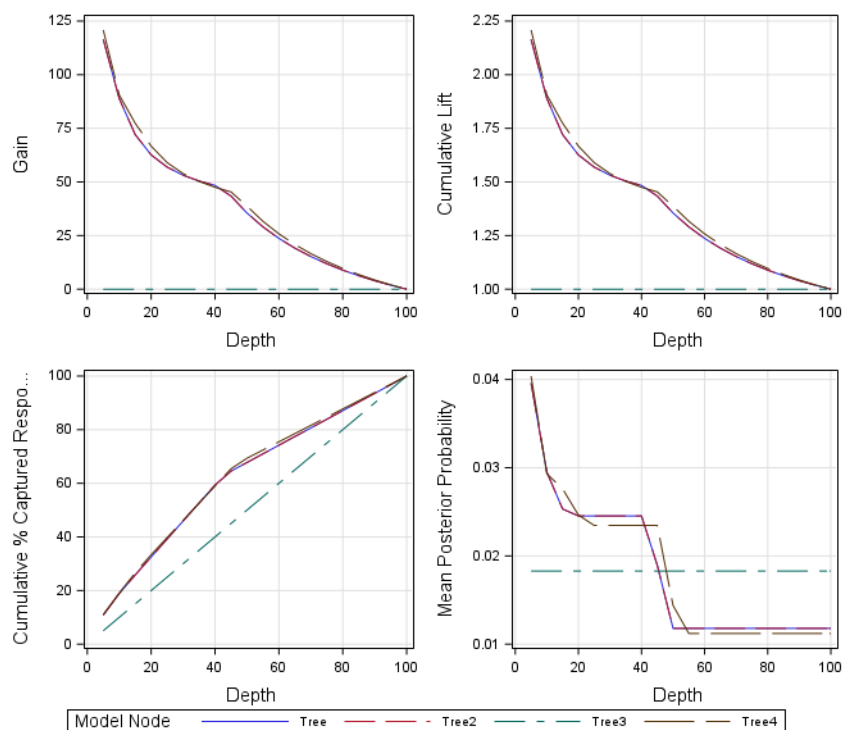 125
100
75
50
25
0
Gain
0 20 40 60 80 100
Depth
2.25
2.00
1.75
1.50
1.25
1.00
Cumulative Lift
0 20 40 60 80 100
Depth
100
80
60
40
20
0
Cumulative % Captured Respo...
0 20 40 60 80 100
Depth
0.04
0.03
0.02
0.01
Mean Posterior Probability
0 20 40 60 80 100
Depth
Model Node Tree Tree2 Tree3 Tree4